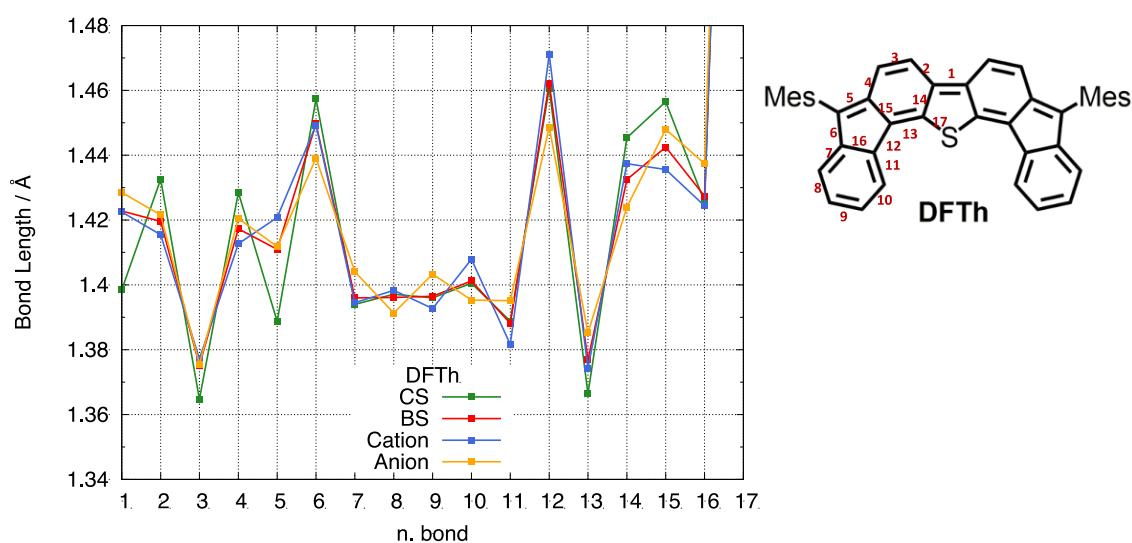 1.48
1.46
1.44
1.42
1.4
1.38
1.36
1.34
Bond Length / Å
DFTh
CS
BS
Cation
Anion
1. 2. 3. 4. 5. 6. 7. 8. 9. 10. 11. 12. 13. 14. 15. 16. 17.
n. bond
3 2 1
4
Mes 5 15 14 Mes
6 13 17 S
7 16 12
11
8 10
9
DFTh